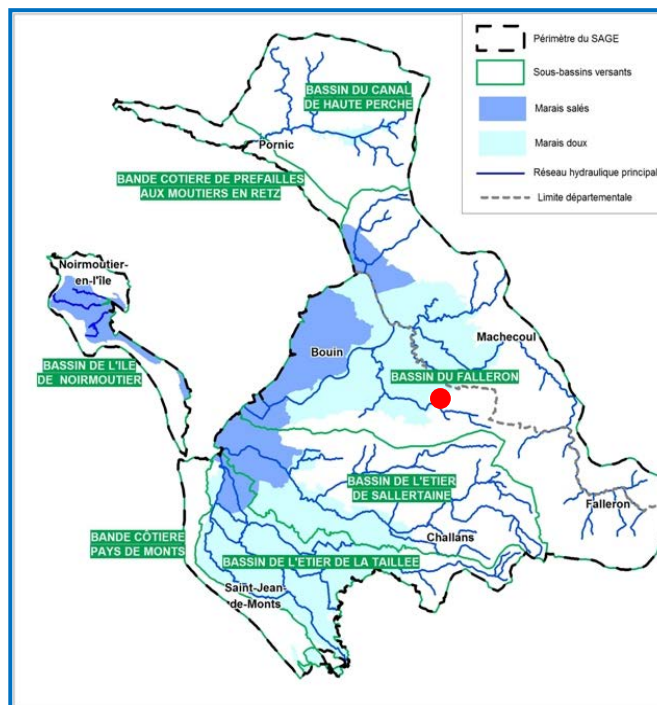 Périmètre du SAGE
Sous-bassins versants
Marais salés
Marais doux
Réseau hydraulique principal
Limite départementale
BASSIN DU CANAL
DE HAUTE PERCHE
Pornic
BANDE COTIERE DE PREFAILLES
AUX MOUTIERS EN RETZ
Noirmoutier-
en-l'île
BASSIN DE L'ILE
DE NOIRMOUTIER
Bouin
Machecoul
BASSIN DU FALLERON
BASSIN DE L'ETIER
DE SALLERTAINE
Falleron
Challans
BANDE CÔTIERE
PAYS DE MONTS
BASSIN DE L'ETIER DE LA TAILLEE
Saint-Jean-
de-Monts